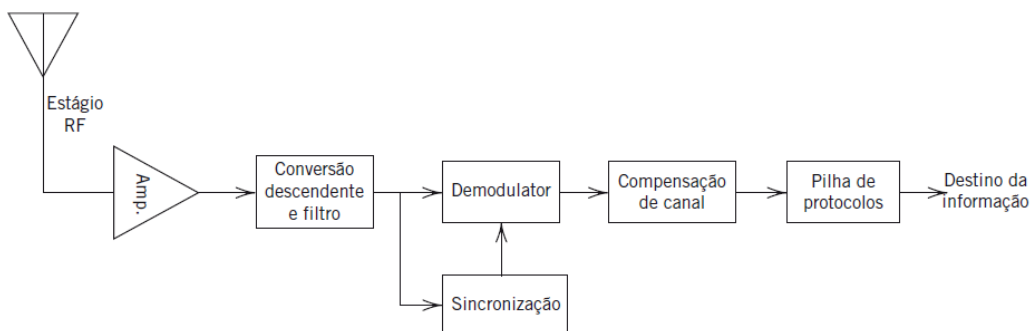 Estágio
RF
Amp.
Conversão
descendente
e filtro
Demodulator
Compensação
de canal
Pilha de
protocolos
Destino da
informação
Sincronização